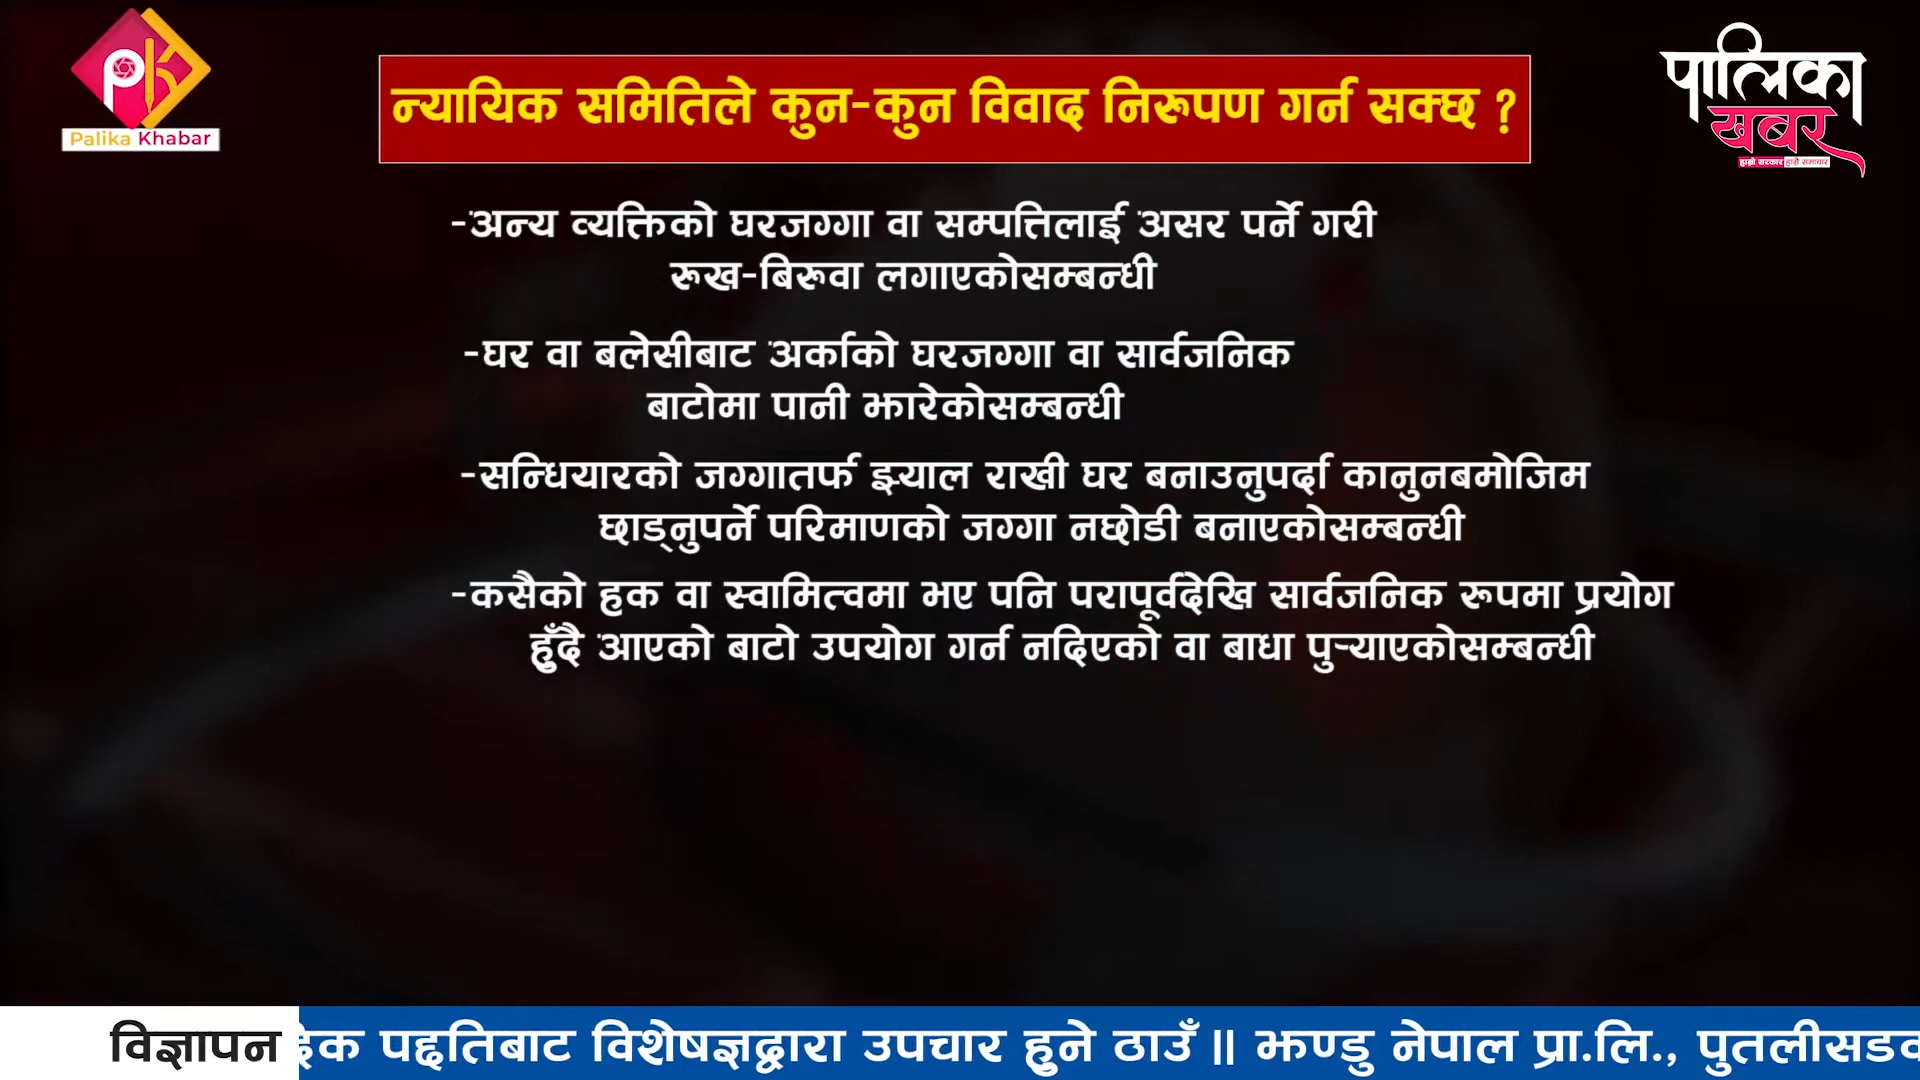 Palika Khabar
न्यायिक समितिले कुन-कुन विवाद निरूपण गर्न सक्छ ?
पालिका
खबर
हाम्रो सरकार हाम्रै समाचार
-अन्य व्यक्तिको घरजग्गा वा सम्पत्तिलाई असर पर्ने गरी
रूख-बिरूवा लगाएकोसम्बन्धी
-घर वा बलेसीबाट अर्काको घरजग्गा वा सार्वजनिक
बाटोमा पानी झारेकोसम्बन्धी
-सन्धियारको जग्गातर्फ झ्याल राखी घर बनाउनुपर्दा कानुनबमोजिम
छाड्नुपर्ने परिमाणको जग्गा नछोडी बनाएकोसम्बन्धी
-कसैको हक वा स्वामित्वमा भए पनि परापूर्वदेखि सार्वजनिक रूपमा प्रयोग
हुँदै आएको बाटो उपयोग गर्न नदिएको वा बाधा पुर्‍याएकोसम्बन्धी
विज्ञापन
पद्दतिबाट विशेषज्ञद्वारा उपचार हुने ठाउँ ॥ झण्डु नेपाल प्रा.लि.,